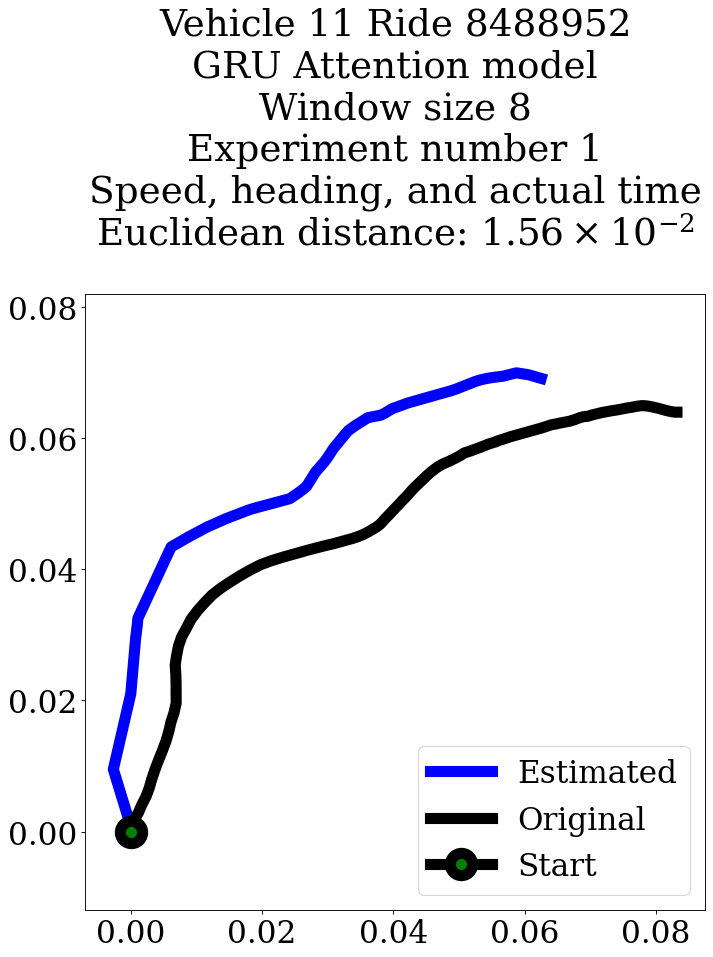 Vehicle 11 Ride 8488952
GRU Attention model
Window size 8
Experiment number 1
Speed, heading, and actual time
Euclidean distance: 1.56 × 10⁻²
0.08
0.06
0.04
0.02
0.00
Estimated
Original
Start
0.00 0.02 0.04 0.06 0.08